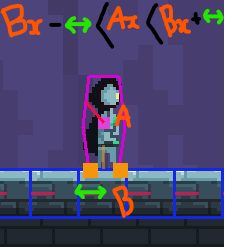 Bx - ↔ < Ax < Bx + ↔
A
B